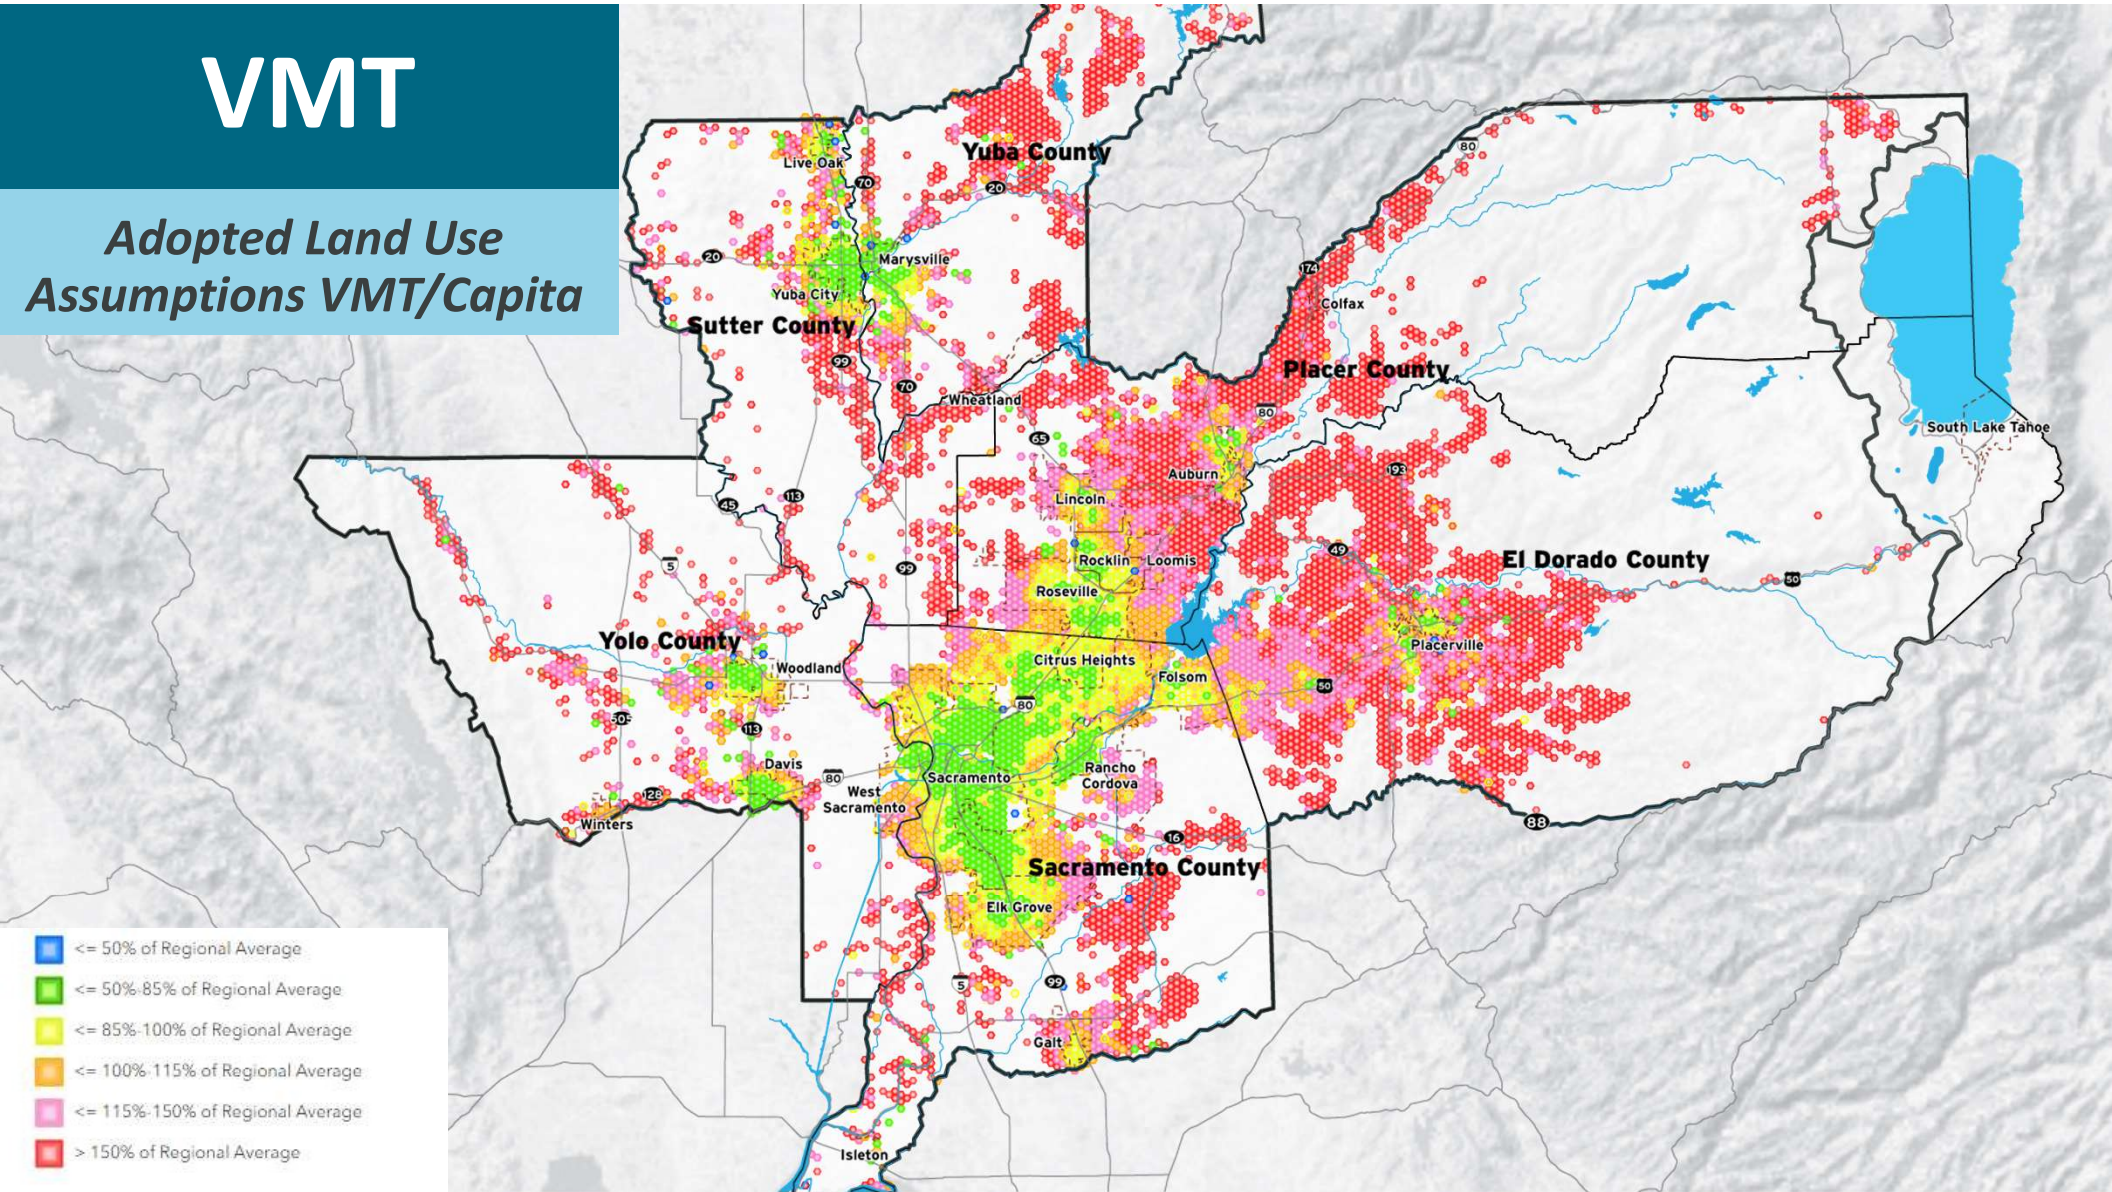 VMT
Adopted Land Use
Assumptions VMT/Capita
Yuba County
Live Oak
70
20
80
20
Marysville
Yuba City
174
Colfax
Sutter County
99
70
Placer County
Wheatland
80
65
South Lake Tahoe
Auburn
193
Lincoln
45
113
49
El Dorado County
Rocklin
Loomis
5
99
50
Roseville
Yolo County
Placerville
Woodland
Citrus Heights
Folsom
50
80
505
113
Davis
80
Sacramento
Rancho
Cordova
128
West
Sacramento
Winters
16
88
Sacramento County
Elk Grove
5
99
Galt
Isleton
<= 50% of Regional Average
<= 50%-85% of Regional Average
<= 85%-100% of Regional Average
<= 100%-115% of Regional Average
<= 115%-150% of Regional Average
> 150% of Regional Average